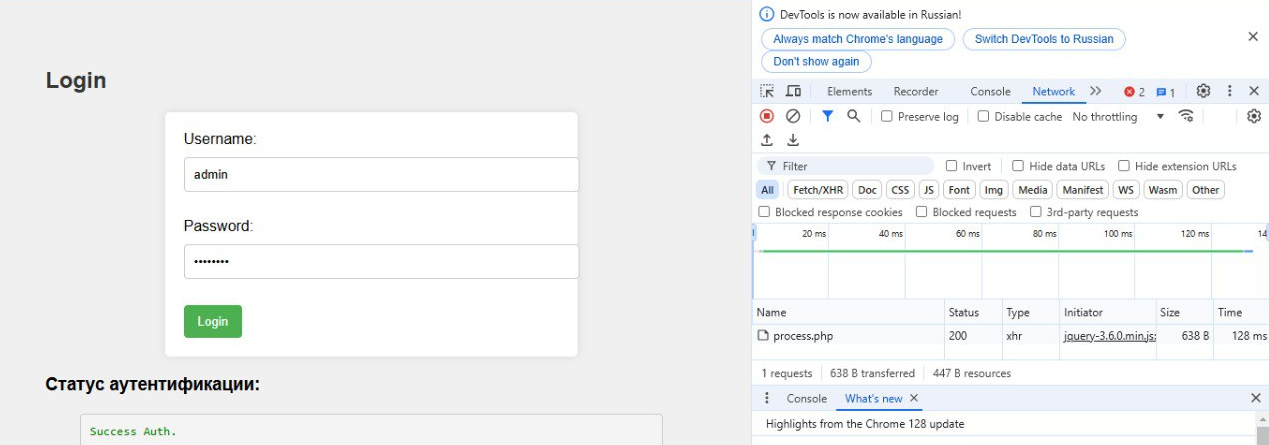 Login
Username:
admin
Password:
••••••••
Login
Статус аутентификации:
Success Auth.
DevTools is now available in Russian!
Always match Chrome's language
Switch DevTools to Russian
Don't show again
Elements
Recorder
Console
Network
2
1
Preserve log
Disable cache
No throttling
Filter
Invert
Hide data URLs
Hide extension URLs
All
Fetch/XHR
Doc
CSS
JS
Font
Img
Media
Manifest
WS
Wasm
Other
Blocked response cookies
Blocked requests
3rd-party requests
20 ms
40 ms
60 ms
80 ms
100 ms
120 ms
14
Name
Status
Type
Initiator
Size
Time
process.php
200
xhr
jquery-3.6.0.min.js:
638 B
128 ms
1 requests
638 B transferred
447 B resources
Console
What's new
Highlights from the Chrome 128 update